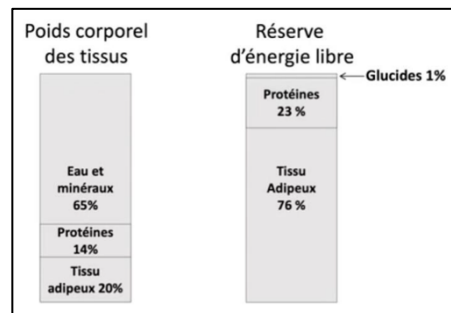 Poids corporel
des tissus
Eau et
minéraux
65%
Protéines
14%
Tissu
adipeux 20%
Réserve
d'énergie libre
Glucides 1%
Protéines
23 %
Tissu
Adipeux
76 %